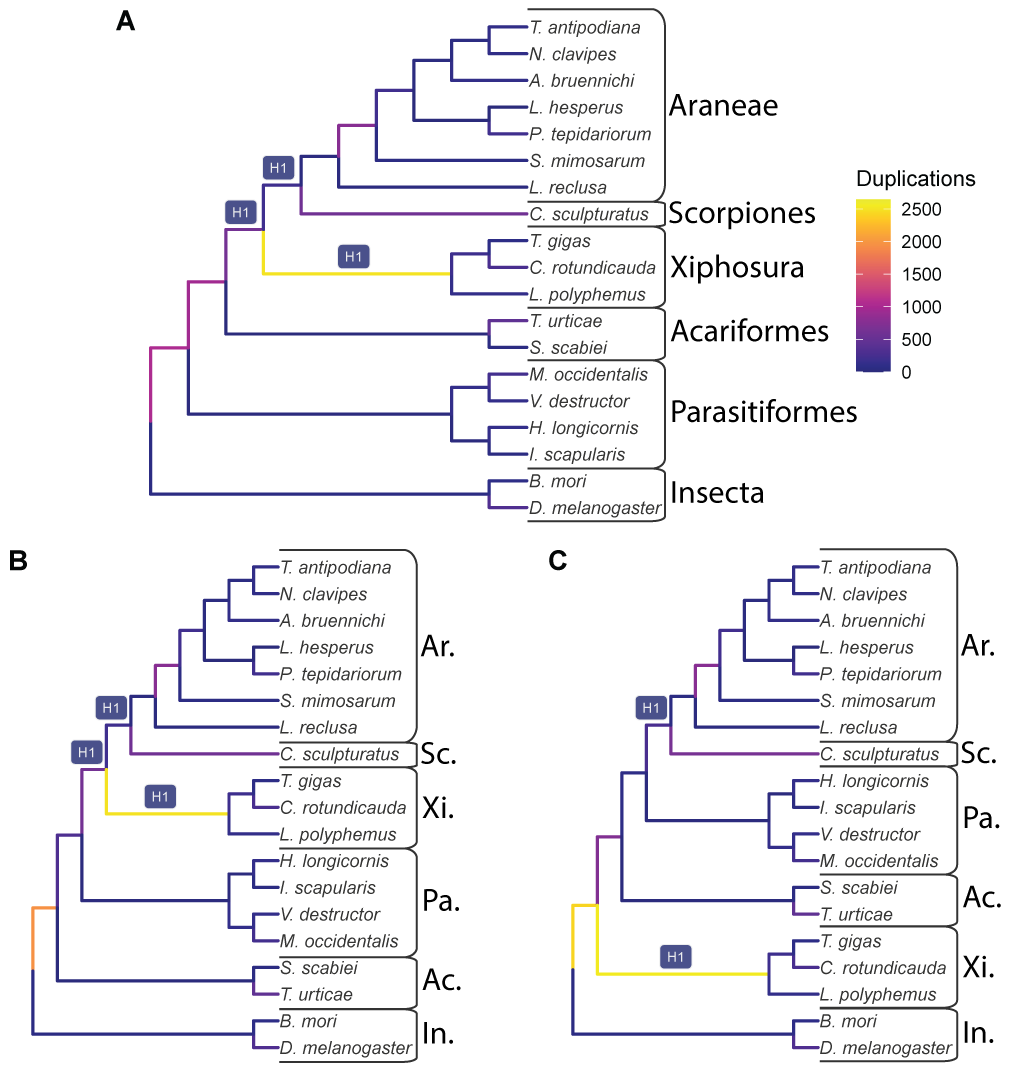 A
T. antipodiana
N. clavipes
A. bruennichi
L. hesperus
P. tepidariorum
S. mimosarum
L. reclusa
Araneae
H1
H1
C. sculpturatus
Scorpiones
H1
T. gigas
C. rotundicauda
L. polyphemus
Xiphosura
T. urticae
S. scabiei
Acariformes
M. occidentalis
V. destructor
H. longicornis
I. scapularis
Parasitiformes
B. mori
D. melanogaster
Insecta
Duplications
2500
2000
1500
1000
500
0
B
T. antipodiana
N. clavipes
A. bruennichi
L. hesperus
P. tepidariorum
S. mimosarum
L. reclusa
Ar.
H1
H1
C. sculpturatus
Sc.
H1
T. gigas
C. rotundicauda
L. polyphemus
Xi.
H. longicornis
I. scapularis
V. destructor
M. occidentalis
Pa.
S. scabiei
T. urticae
Ac.
B. mori
D. melanogaster
In.
C
T. antipodiana
N. clavipes
A. bruennichi
L. hesperus
P. tepidariorum
S. mimosarum
L. reclusa
Ar.
H1
C. sculpturatus
Sc.
H. longicornis
I. scapularis
V. destructor
M. occidentalis
Pa.
S. scabiei
T. urticae
Ac.
H1
T. gigas
C. rotundicauda
L. polyphemus
Xi.
B. mori
D. melanogaster
In.